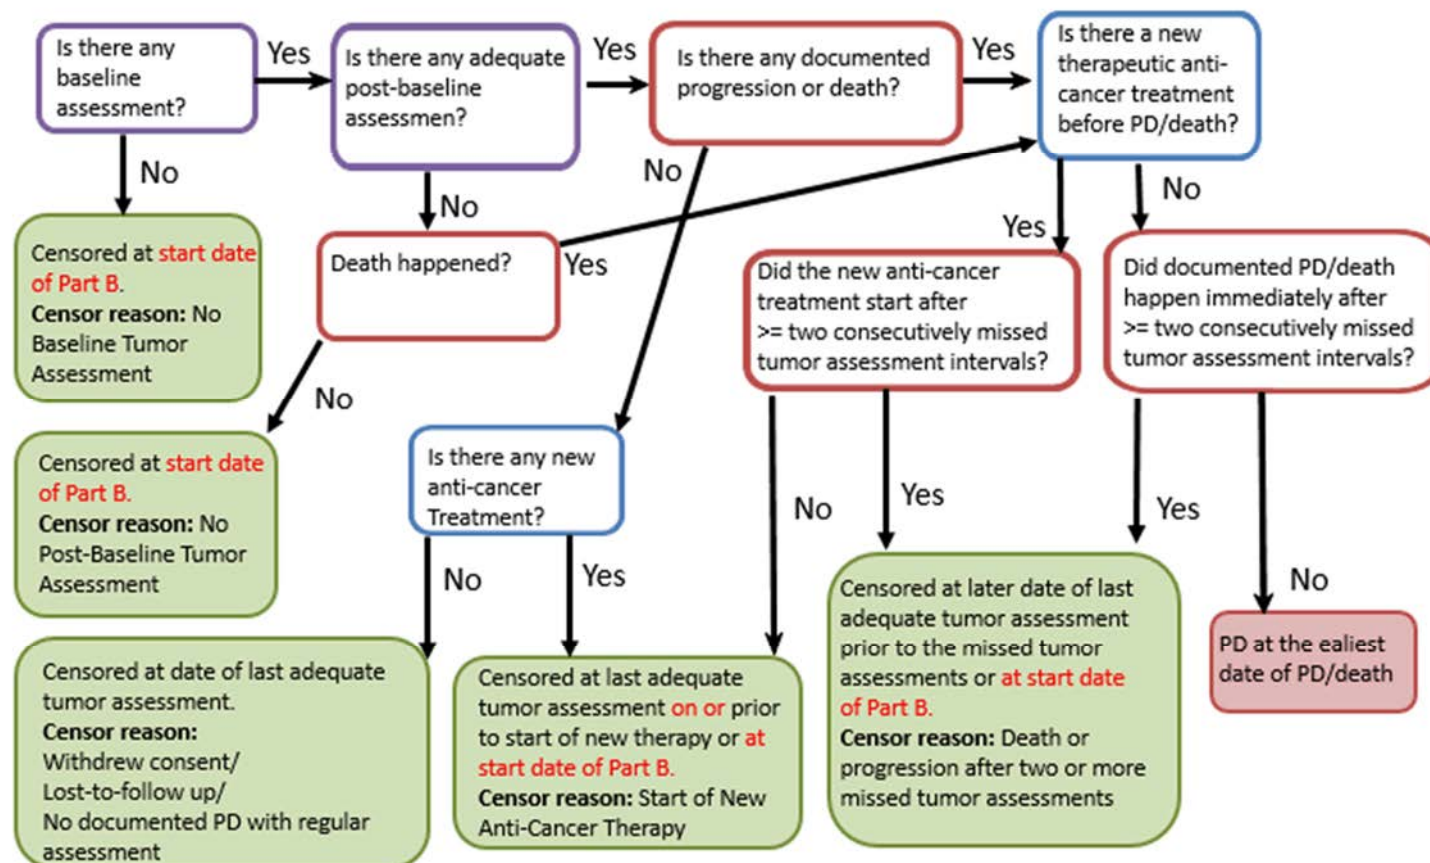 Is there any
baseline
assessment?
Yes
Is there any adequate
post-baseline
assessmen?
Yes
Is there any documented
progression or death?
Yes
Is there a new
therapeutic anti-
cancer treatment
before PD/death?
No
No
No
Yes
No
Censored at start date
of Part B.
Censor reason: No
Baseline Tumor
Assessment
Death happened?
Yes
Did the new anti-cancer
treatment start after
>= two consecutively missed
tumor assessment intervals?
Did documented PD/death
happen immediately after
>= two consecutively missed
tumor assessment intervals?
No
Censored at start date
of Part B.
Censor reason: No
Post-Baseline Tumor
Assessment
Is there any new
anti-cancer
Treatment?
No
Yes
No
Yes
Yes
No
Censored at date of last adequate
tumor assessment.
Censor reason:
Withdrew consent/
Lost-to-follow up/
No documented PD with regular
assessment
Censored at last adequate
tumor assessment on or prior
to start of new therapy or at
start date of Part B.
Censor reason: Start of New
Anti-Cancer Therapy
Censored at later date of last
adequate tumor assessment
prior to the missed tumor
assessments or at start date
of Part B.
Censor reason: Death or
progression after two or more
missed tumor assessments
PD at the ealiest
date of PD/death